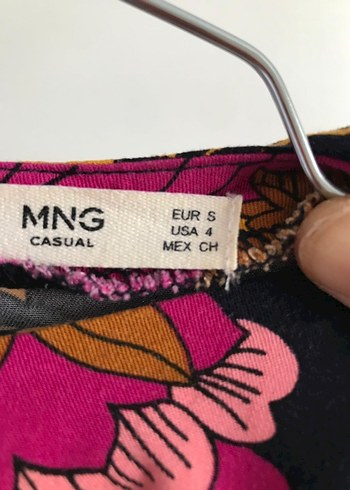 MNG
CASUAL
EUR S
USA 4
MEX CH